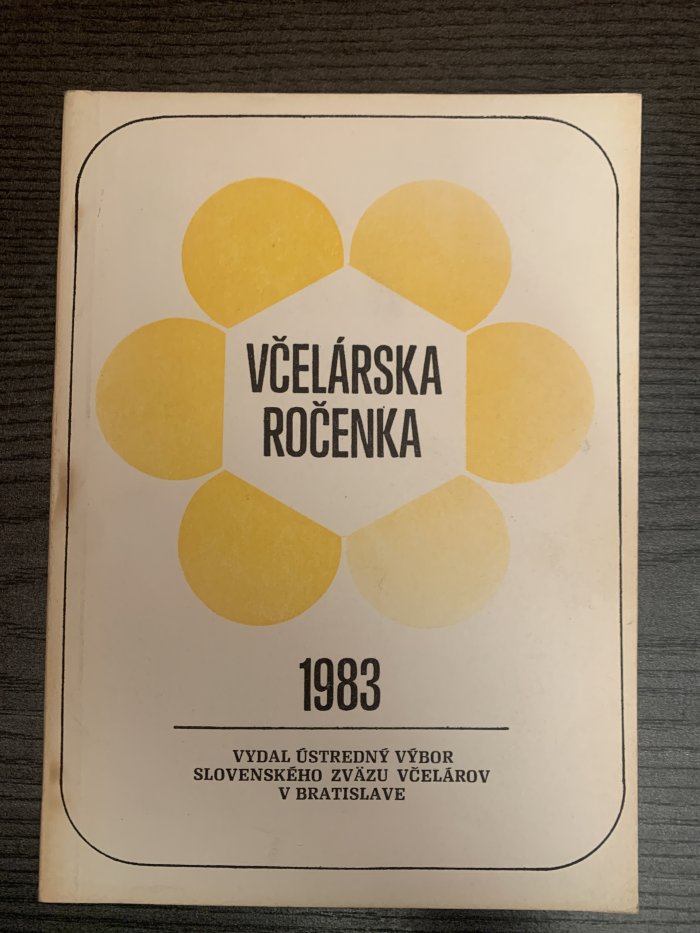 VČELÁRSKA
ROČENKA
1983
VYDAL ÚSTREDNÝ VÝBOR
SLOVENSKÉHO ZVÄZU VČELÁROV
V BRATISLAVE